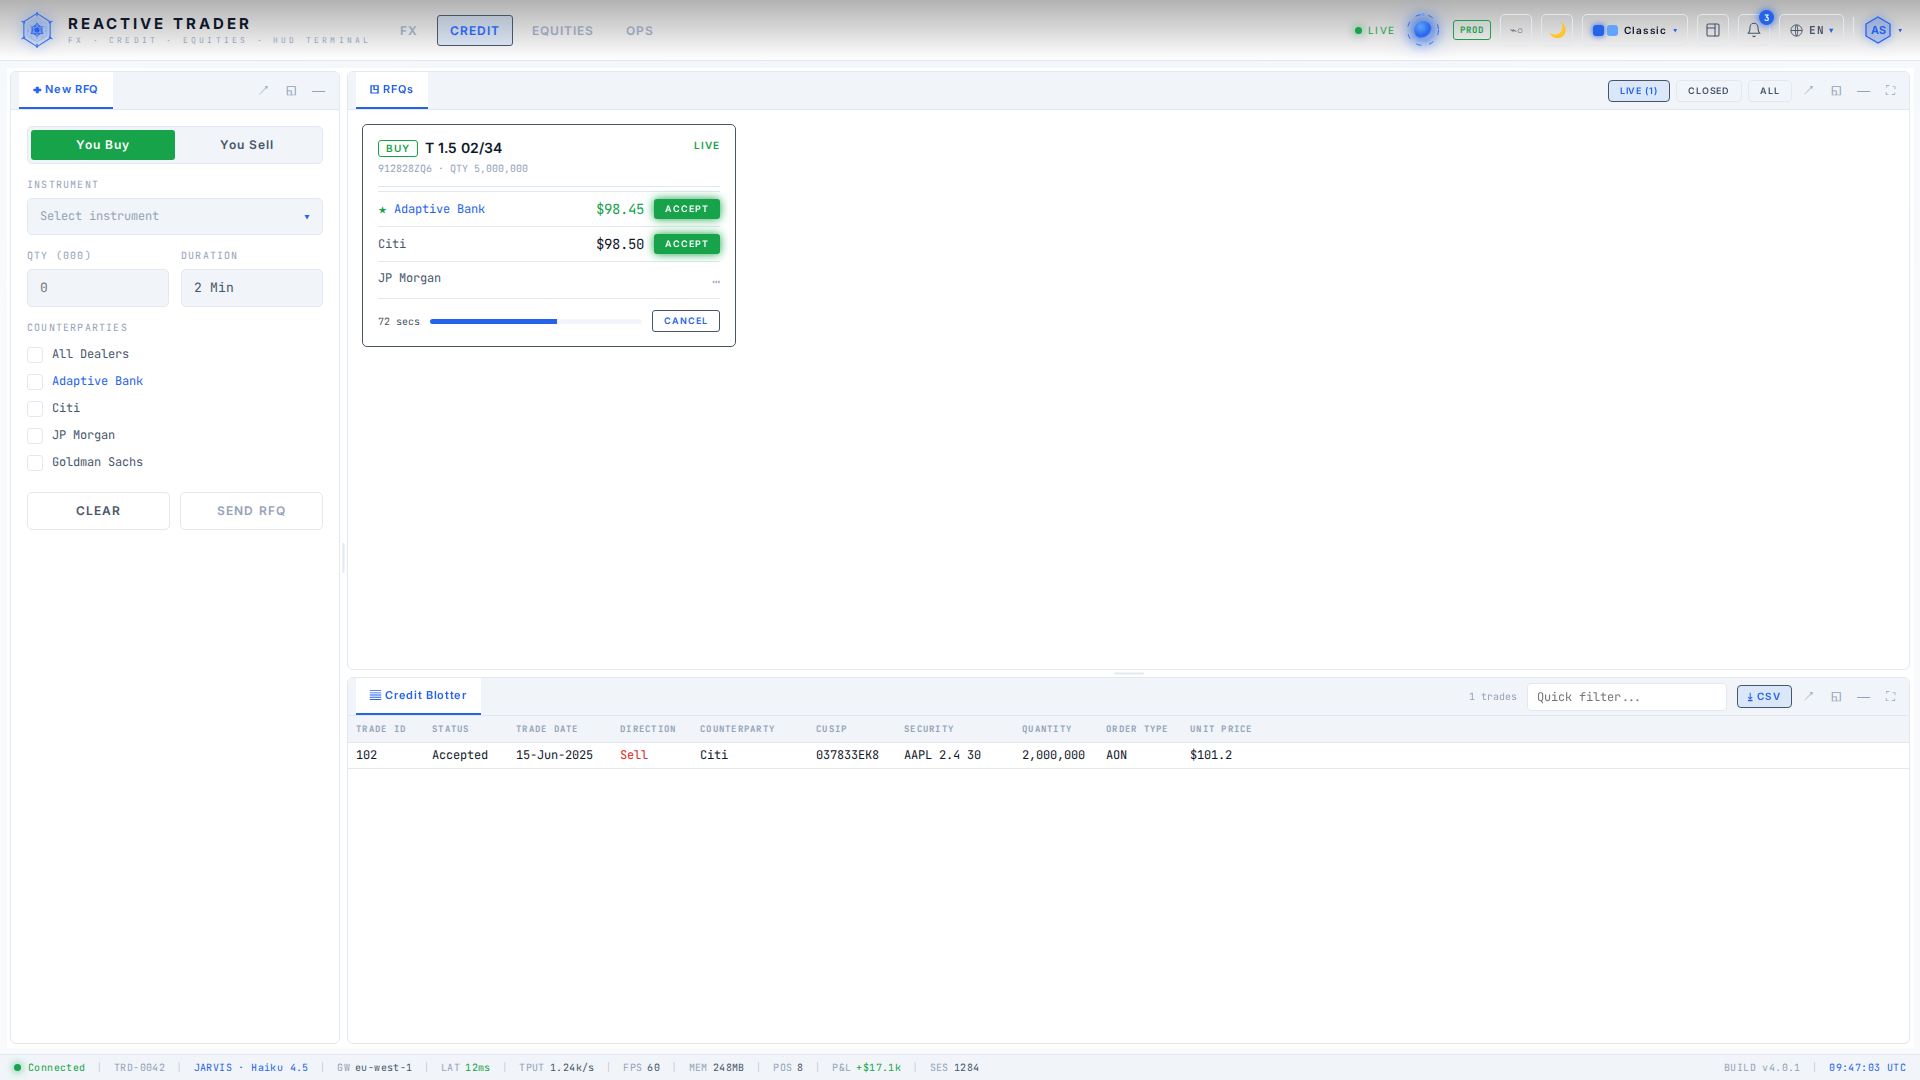 REACTIVE TRADER
FX · CREDIT · EQUITIES · HUD TERMINAL
FX CREDIT EQUITIES OPS
LIVE PROD Classic 3 EN AS
New RFQ
You Buy You Sell
INSTRUMENT
Select instrument
QTY (000) DURATION
0 2 Min
COUNTERPARTIES
All Dealers
Adaptive Bank
Citi
JP Morgan
Goldman Sachs
CLEAR SEND RFQ
RFQs
LIVE (1) CLOSED ALL
BUY T 1.5 02/34 LIVE
912828ZQ6 · QTY 5,000,000
★ Adaptive Bank $98.45 ACCEPT
Citi $98.50 ACCEPT
JP Morgan …
72 secs CANCEL
Credit Blotter
1 trades Quick filter... CSV
TRADE ID STATUS TRADE DATE DIRECTION COUNTERPARTY CUSIP SECURITY QUANTITY ORDER TYPE UNIT PRICE
102 Accepted 15-Jun-2025 Sell Citi 037833EK8 AAPL 2.4 30 2,000,000 AON $101.2
Connected | TRD-0042 | JARVIS · Haiku 4.5 | GW eu-west-1 | LAT 12ms | TPUT 1.24k/s | FPS 60 | MEM 248MB | POS 8 | P&L +$17.1k | SES 1284
BUILD v4.0.1 | 09:47:03 UTC